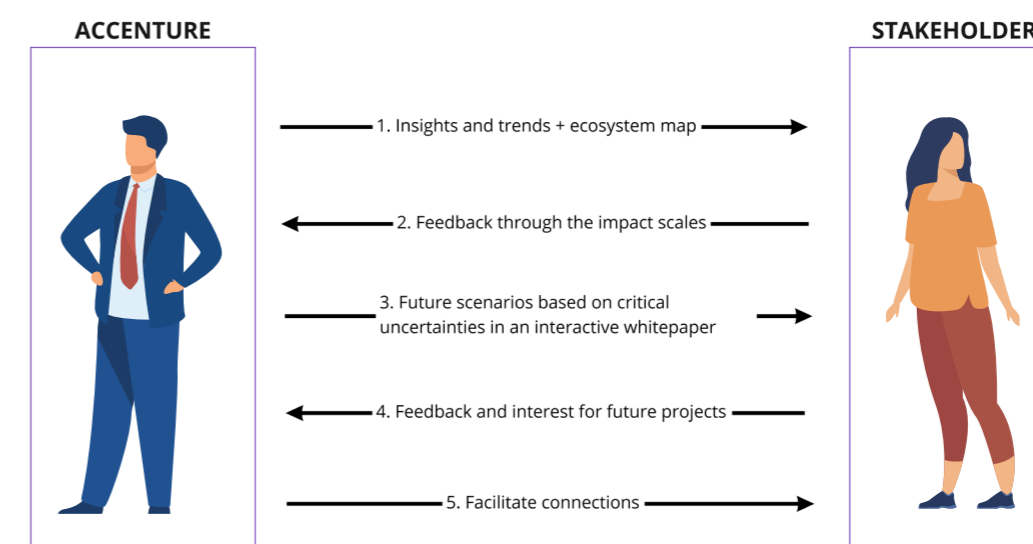 ACCENTURE
STAKEHOLDER
1. Insights and trends + ecosystem map
2. Feedback through the impact scales
3. Future scenarios based on critical
uncertainties in an interactive whitepaper
4. Feedback and interest for future projects
5. Facilitate connections